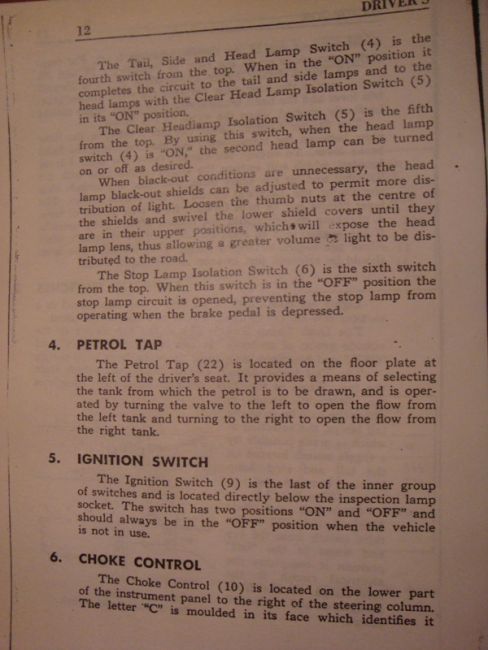 DRIVER'S
12
The Tail, Side and Head Lamp Switch (4) is the
fourth switch from the top. When in the "ON" position it
completes the circuit to the tail and side lamps and to the
head lamps with the Clear Head Lamp Isolation Switch (5)
in its "ON" position.
The Clear Headlamp Isolation Switch (5) is the fifth
from the top. By using this switch, when the head lamp
switch (4) is "ON," the second head lamp can be turned
on or off as desired.
When black-out conditions are unnecessary, the head
lamp black-out shields can be adjusted to permit more dis-
tribution of light. Loosen the thumb nuts at the centre of
the shields and swivel the lower shield covers until they
are in their upper positions, which will expose the head
lamp lens, thus allowing a greater volume of light to be dis-
tributed to the road.
The Stop Lamp Isolation Switch (6) is the sixth switch
from the top. When this switch is in the "OFF" position the
stop lamp circuit is opened, preventing the stop lamp from
operating when the brake pedal is depressed.
4. PETROL TAP
The Petrol Tap (22) is located on the floor plate at
the left of the driver's seat. It provides a means of selecting
the tank from which the petrol is to be drawn, and is oper-
ated by turning the valve to the left to open the flow from
the left tank and turning to the right to open the flow from
the right tank.
5. IGNITION SWITCH
The Ignition Switch (9) is the last of the inner group
of switches and is located directly below the inspection lamp
socket. The switch has two positions "ON" and "OFF" and
should always be in the "OFF" position when the vehicle
is not in use.
6. CHOKE CONTROL
The Choke Control (10) is located on the lower part
of the instrument panel to the right of the steering column.
The letter "C" is moulded in its face which identifies it